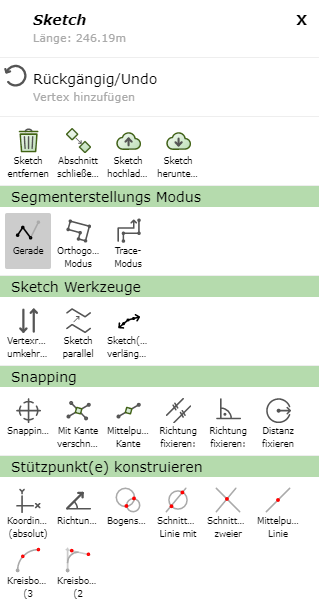 Sketch X
Länge: 246.19m
Rückgängig/Undo
Vertex hinzufügen
Sketch Abschnitt Sketch Sketch
entfernen schließe... hochlad... herunte...
Segmenterstellungs Modus
Gerade Orthogo... Trace-
Modus Modus
Sketch Werkzeuge
Vertexr... Sketch Sketch(...
umkehr... parallel verläng...
Snapping
Snappin... Mit Kante Mittelpu... Richtung Richtung Distanz
verschn... Kante fixieren: fixieren: fixieren
Stützpunkt(e) konstruieren
Koordin... Richtun... Bogens... Schnitt... Schnitt... Mittelpu...
(absolut) Linie mit zweier Linie
Kreisbo... Kreisbo...
(3 (2